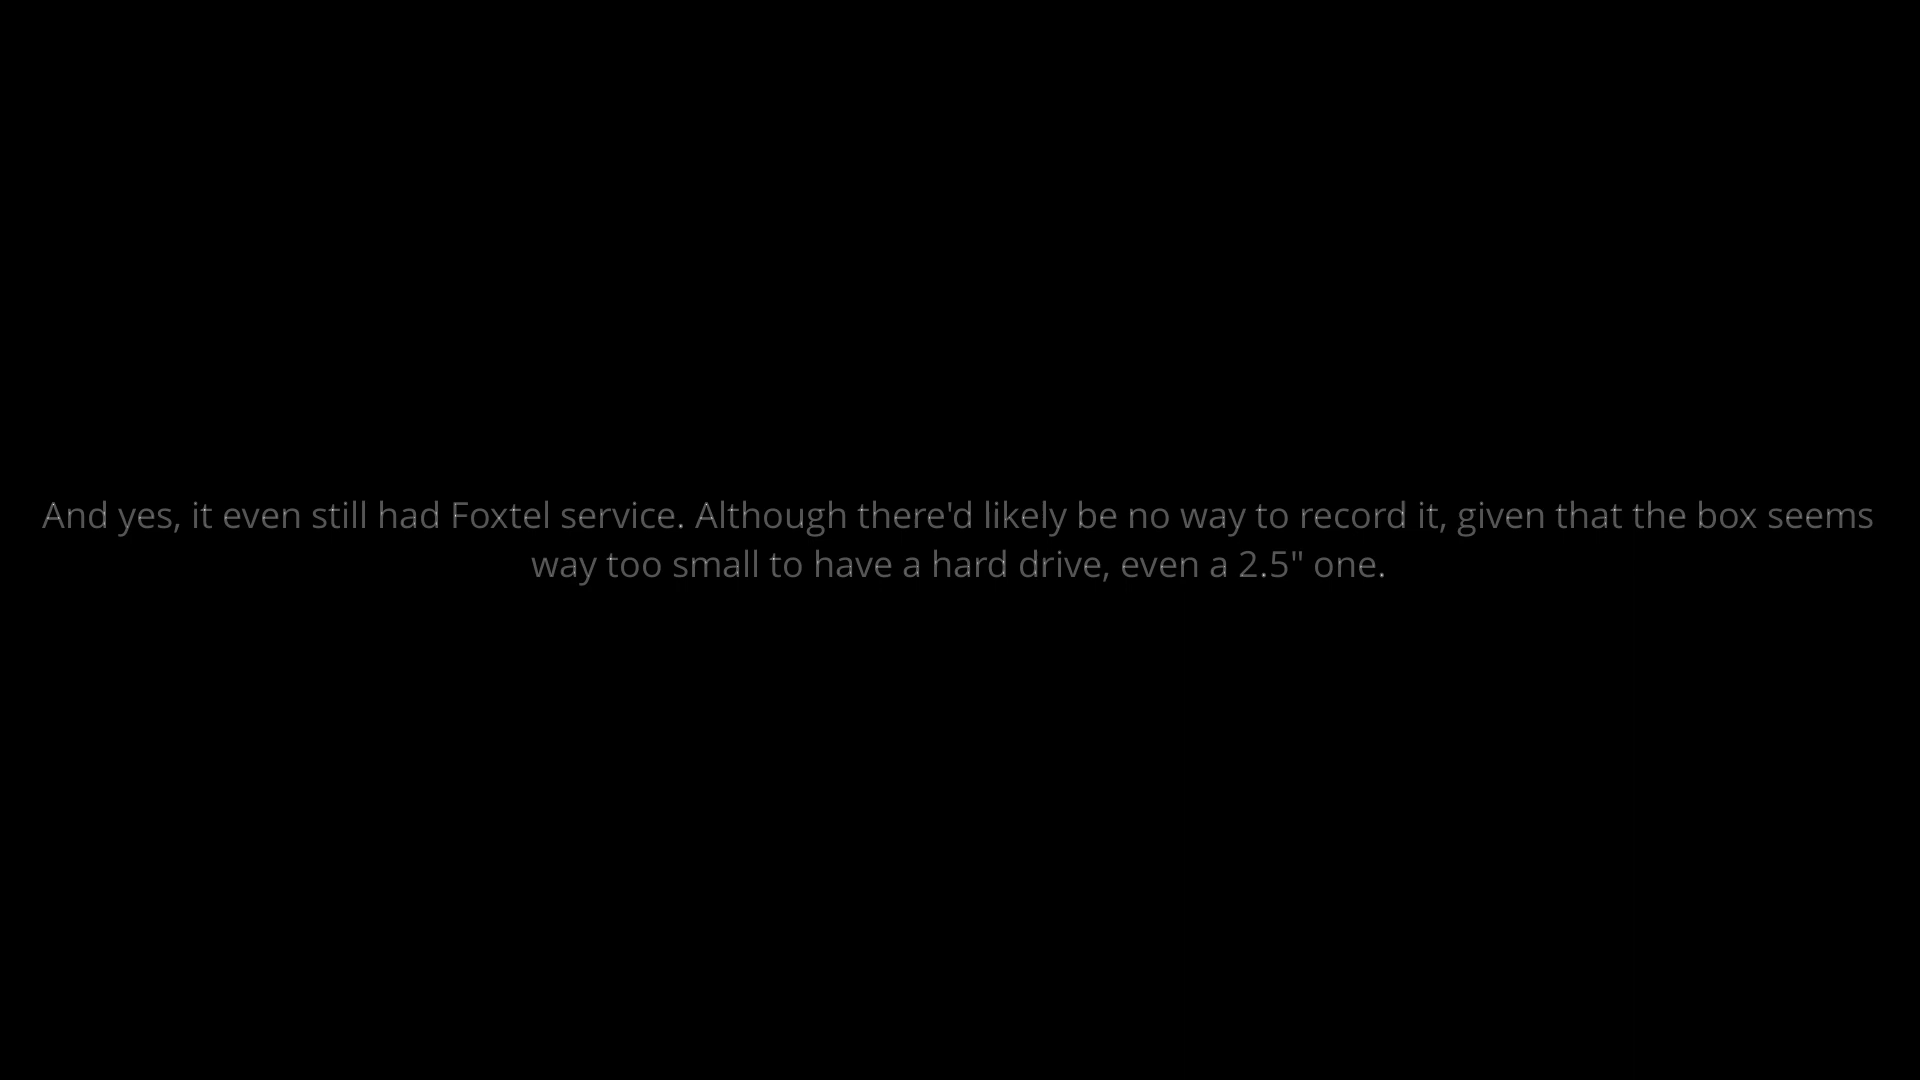 And yes, it even still had Foxtel service. Although there'd likely be no way to record it, given that the box seems
way too small to have a hard drive, even a 2.5" one.